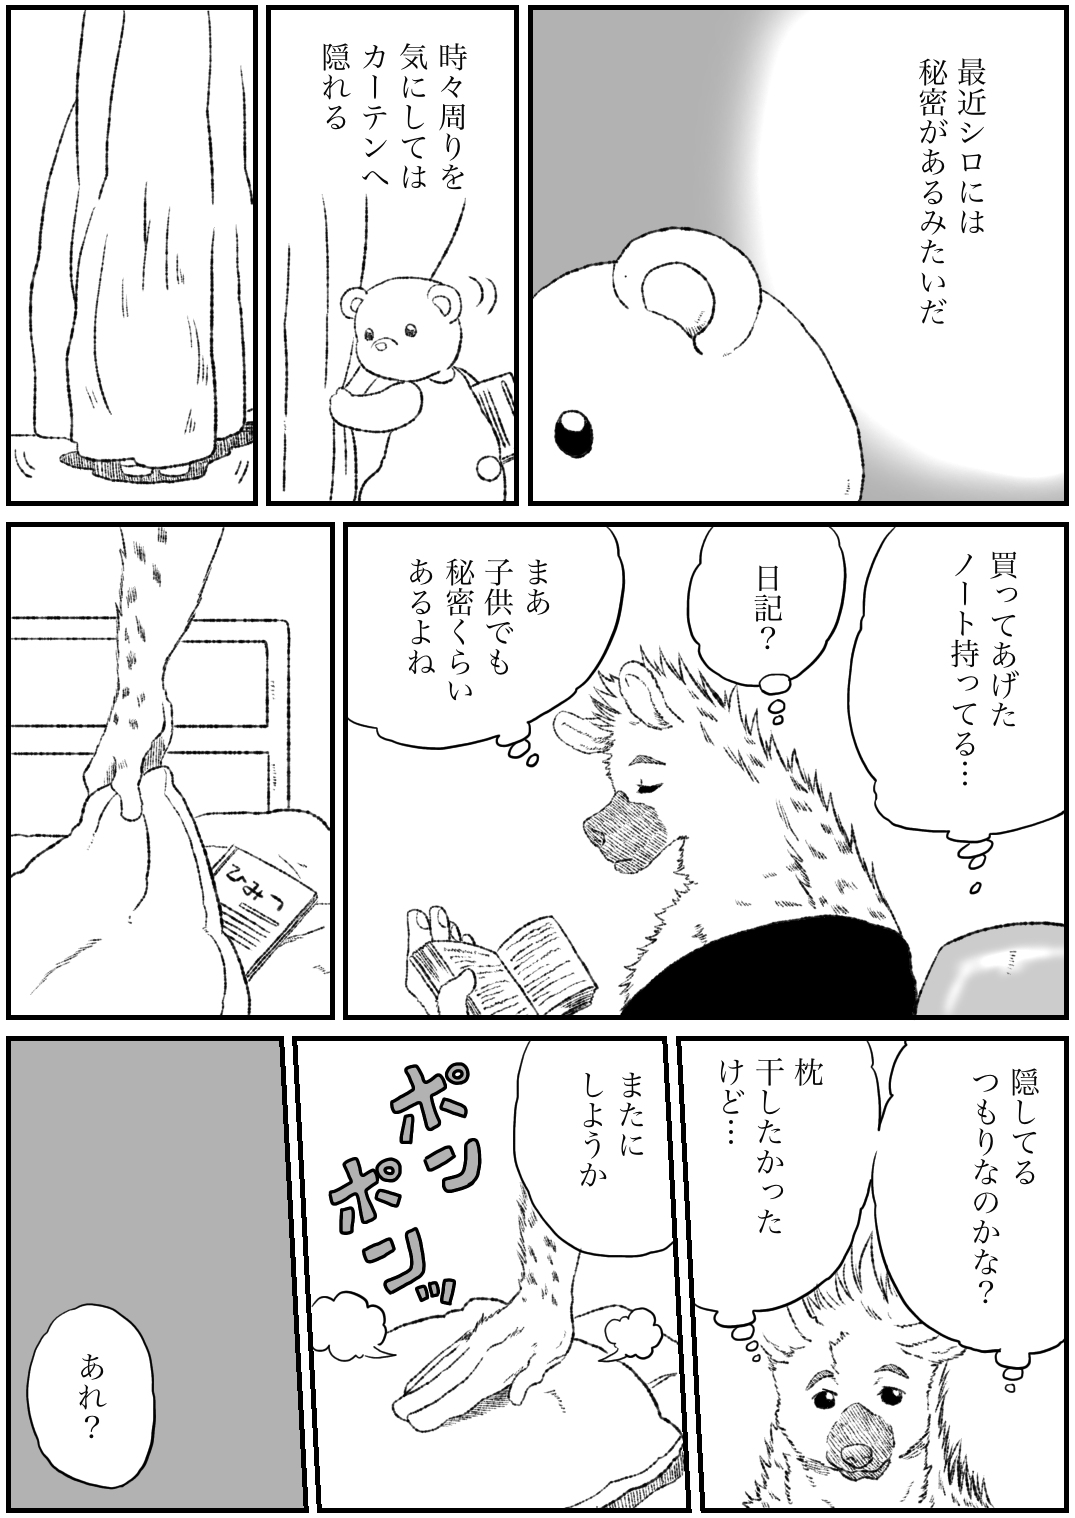 最近シロには
秘密があるみたいだ
時々周りを
気にしては
カーテンへ
隠れる
買ってあげた
ノート持ってる…
日記？
まあ
子供でも
秘密くらい
あるよね
ひみつ
隠してる
つもりなのかな？
枕
干したかった
けど…
またに
しようか
ポン
ポンッ
あれ？